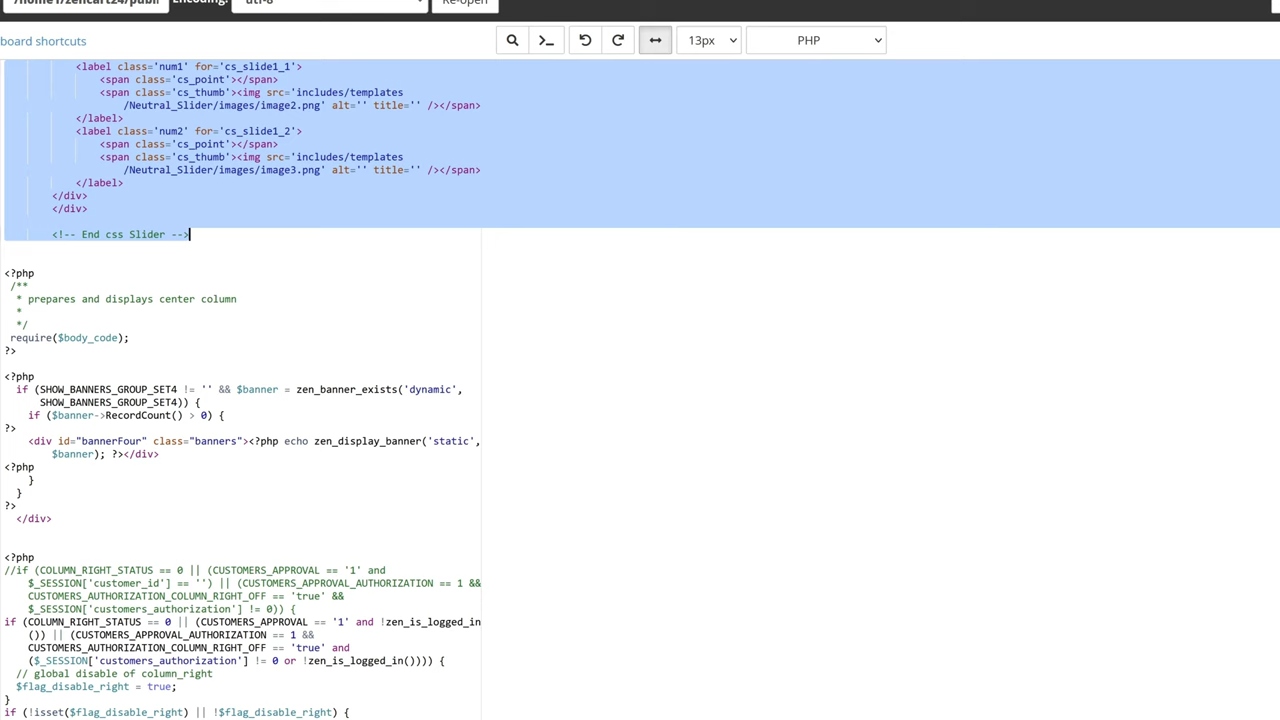 /home1/zencart24/publi Encoding: utf-8 Re-open
board shortcuts
13px PHP
<label class='num1' for='cs_slide1_1'>
<span class='cs_point'></span>
<span class='cs_thumb'><img src='includes/templates
/Neutral_Slider/images/image2.png' alt='' title='' /></span>
</label>
<label class='num2' for='cs_slide1_2'>
<span class='cs_point'></span>
<span class='cs_thumb'><img src='includes/templates
/Neutral_Slider/images/image3.png' alt='' title='' /></span>
</label>
</div>
</div>
<!-- End css Slider -->
<?php
/**
* prepares and displays center column
*
*/
require($body_code);
?>
<?php
if (SHOW_BANNERS_GROUP_SET4 != '' && $banner = zen_banner_exists('dynamic',
SHOW_BANNERS_GROUP_SET4)) {
if ($banner->RecordCount() > 0) {
?>
<div id="bannerFour" class="banners"><?php echo zen_display_banner('static',
$banner); ?></div>
<?php
}
}
?>
</div>
<?php
//if (COLUMN_RIGHT_STATUS == 0 || (CUSTOMERS_APPROVAL == '1' and
$_SESSION['customer_id'] == '') || (CUSTOMERS_APPROVAL_AUTHORIZATION == 1 &&
CUSTOMERS_AUTHORIZATION_COLUMN_RIGHT_OFF == 'true' &&
$_SESSION['customers_authorization'] != 0)) {
if (COLUMN_RIGHT_STATUS == 0 || (CUSTOMERS_APPROVAL == '1' and !zen_is_logged_in
()) || (CUSTOMERS_APPROVAL_AUTHORIZATION == 1 &&
CUSTOMERS_AUTHORIZATION_COLUMN_RIGHT_OFF == 'true' and
($_SESSION['customers_authorization'] != 0 or !zen_is_logged_in()))) {
// global disable of column_right
$flag_disable_right = true;
}
if (!isset($flag_disable_right) || !$flag_disable_right) {